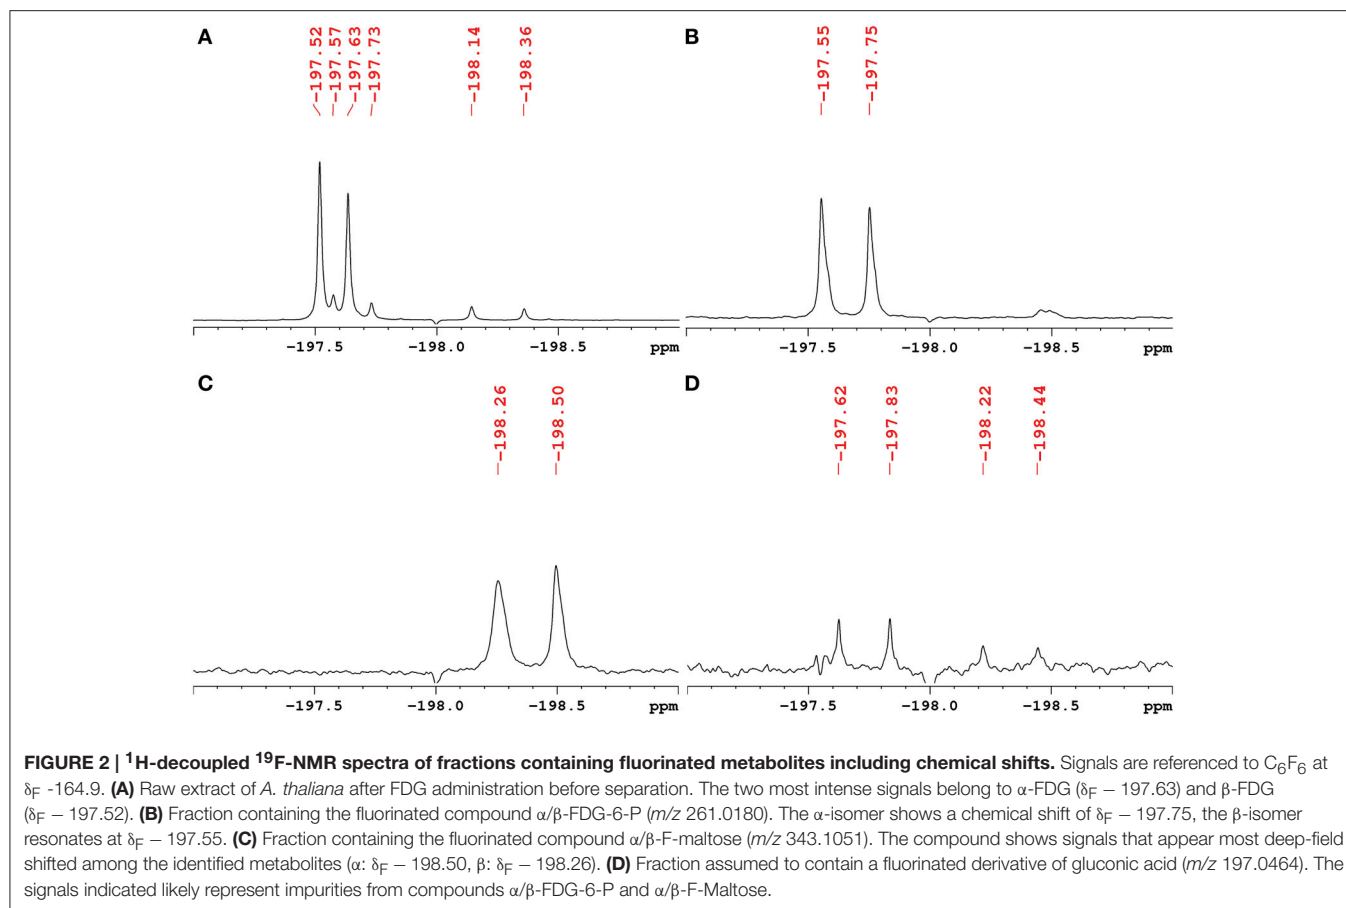 A
−197.52
−197.57
−197.63
−197.73
−198.14
−198.36
−197.5 −198.0 −198.5 ppm
B
−197.55
−197.75
−197.5 −198.0 −198.5 ppm
C
−198.26
−198.50
−197.5 −198.0 −198.5 ppm
D
−197.62
−197.83
−198.22
−198.44
−197.5 −198.0 −198.5 ppm
FIGURE 2 | ¹H-decoupled ¹⁹F-NMR spectra of fractions containing fluorinated metabolites including chemical shifts. Signals are referenced to C₆F₆ at
δF -164.9. (A) Raw extract of A. thaliana after FDG administration before separation. The two most intense signals belong to α-FDG (δF − 197.63) and β-FDG
(δF − 197.52). (B) Fraction containing the fluorinated compound α/β-FDG-6-P (m/z 261.0180). The α-isomer shows a chemical shift of δF − 197.75, the β-isomer
resonates at δF − 197.55. (C) Fraction containing the fluorinated compound α/β-F-maltose (m/z 343.1051). The compound shows signals that appear most deep-field
shifted among the identified metabolites (α: δF − 198.50, β: δF − 198.26). (D) Fraction assumed to contain a fluorinated derivative of gluconic acid (m/z 197.0464). The
signals indicated likely represent impurities from compounds α/β-FDG-6-P and α/β-F-Maltose.